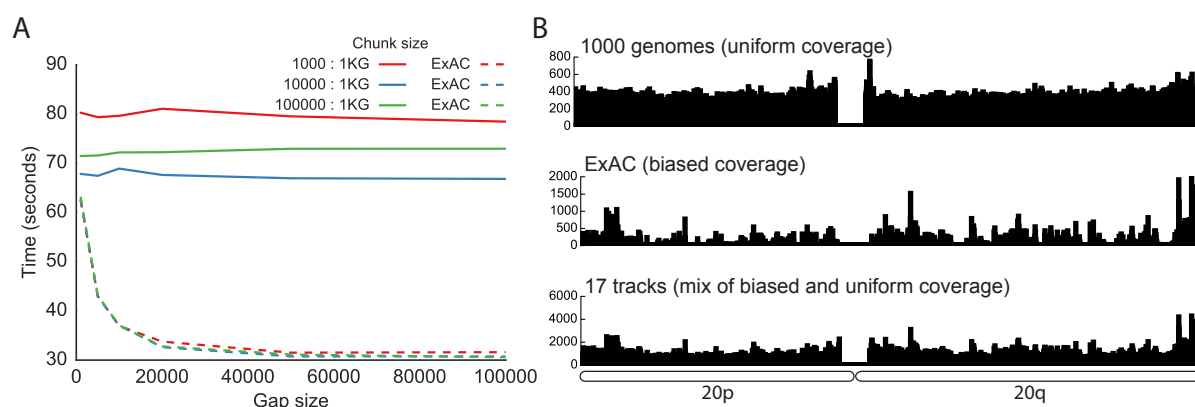 A
Chunk size
1000 : 1KG ExAC
10000 : 1KG ExAC
100000 : 1KG ExAC
90
80
70
60
50
40
30
Time (seconds)
0 20000 40000 60000 80000 100000
Gap size
B
1000 genomes (uniform coverage)
800
600
400
200
0
ExAC (biased coverage)
2000
1500
1000
500
0
17 tracks (mix of biased and uniform coverage)
6000
4000
2000
0
20p 20q